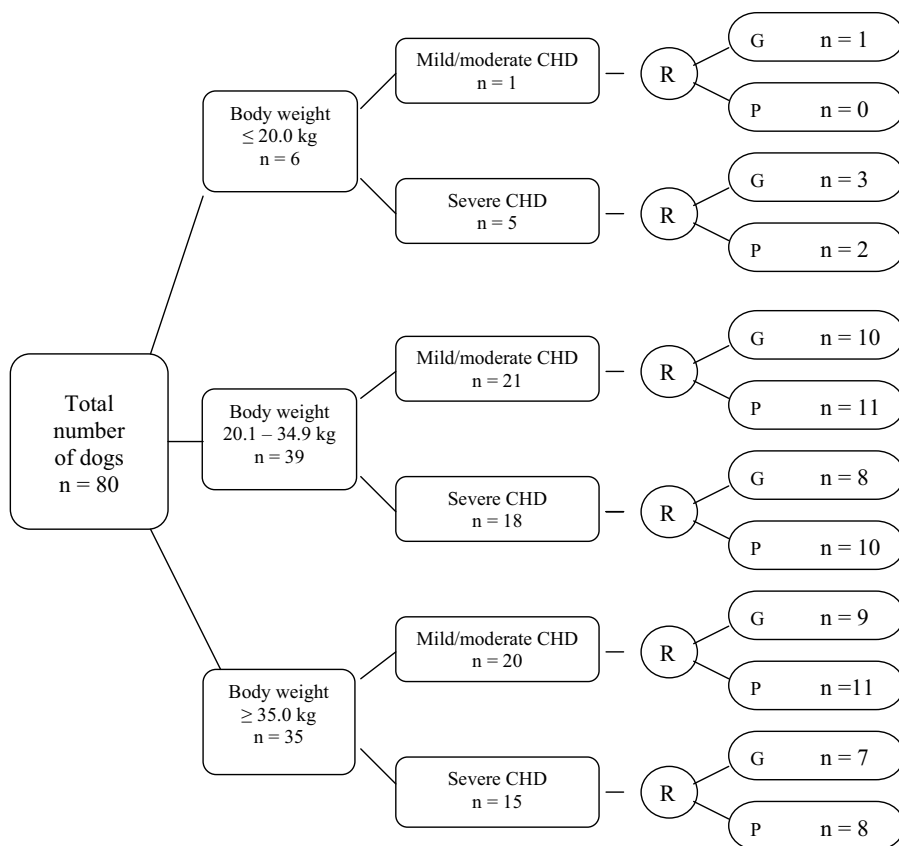 Total
number
of dogs
n = 80
Body weight
≤ 20.0 kg
n = 6
Mild/moderate CHD
n = 1
R
G n = 1
P n = 0
Severe CHD
n = 5
R
G n = 3
P n = 2
Body weight
20.1 – 34.9 kg
n = 39
Mild/moderate CHD
n = 21
R
G n = 10
P n = 11
Severe CHD
n = 18
R
G n = 8
P n = 10
Body weight
≥ 35.0 kg
n = 35
Mild/moderate CHD
n = 20
R
G n = 9
P n =11
Severe CHD
n = 15
R
G n = 7
P n = 8